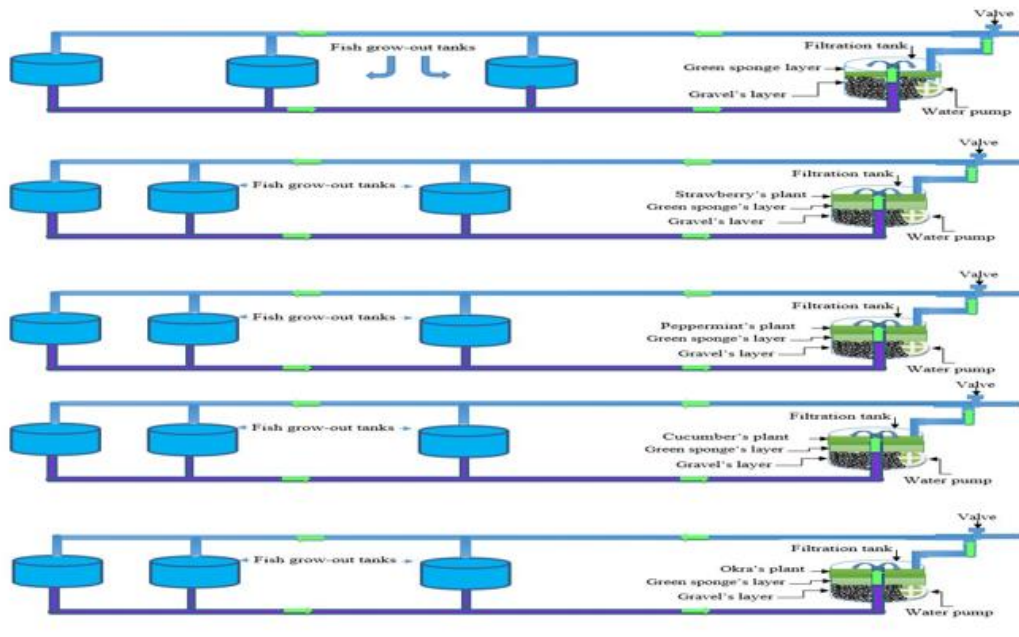 Valve
Fish grow-out tanks
Filtration tank
Green sponge layer
Gravel's layer
Water pump
Valve
Fish grow-out tanks
Filtration tank
Strawberry's plant
Green sponge's layer
Gravel's laver
Water pump
Valve
Fish grow-out tanks
Filtration tank
Peppermint's plant
Green sponge's layer
Gravel's layer
Water pump
Valve
Filtration tank
Fish grow-out tanks
Cucumber's plant
Green sponge's layer
Gravel's layer
Water pump
Valve
Filtration tank
Fish grow-out tanks
Okra's plant
Green sponge's layer
Gravel's layer
Water pump